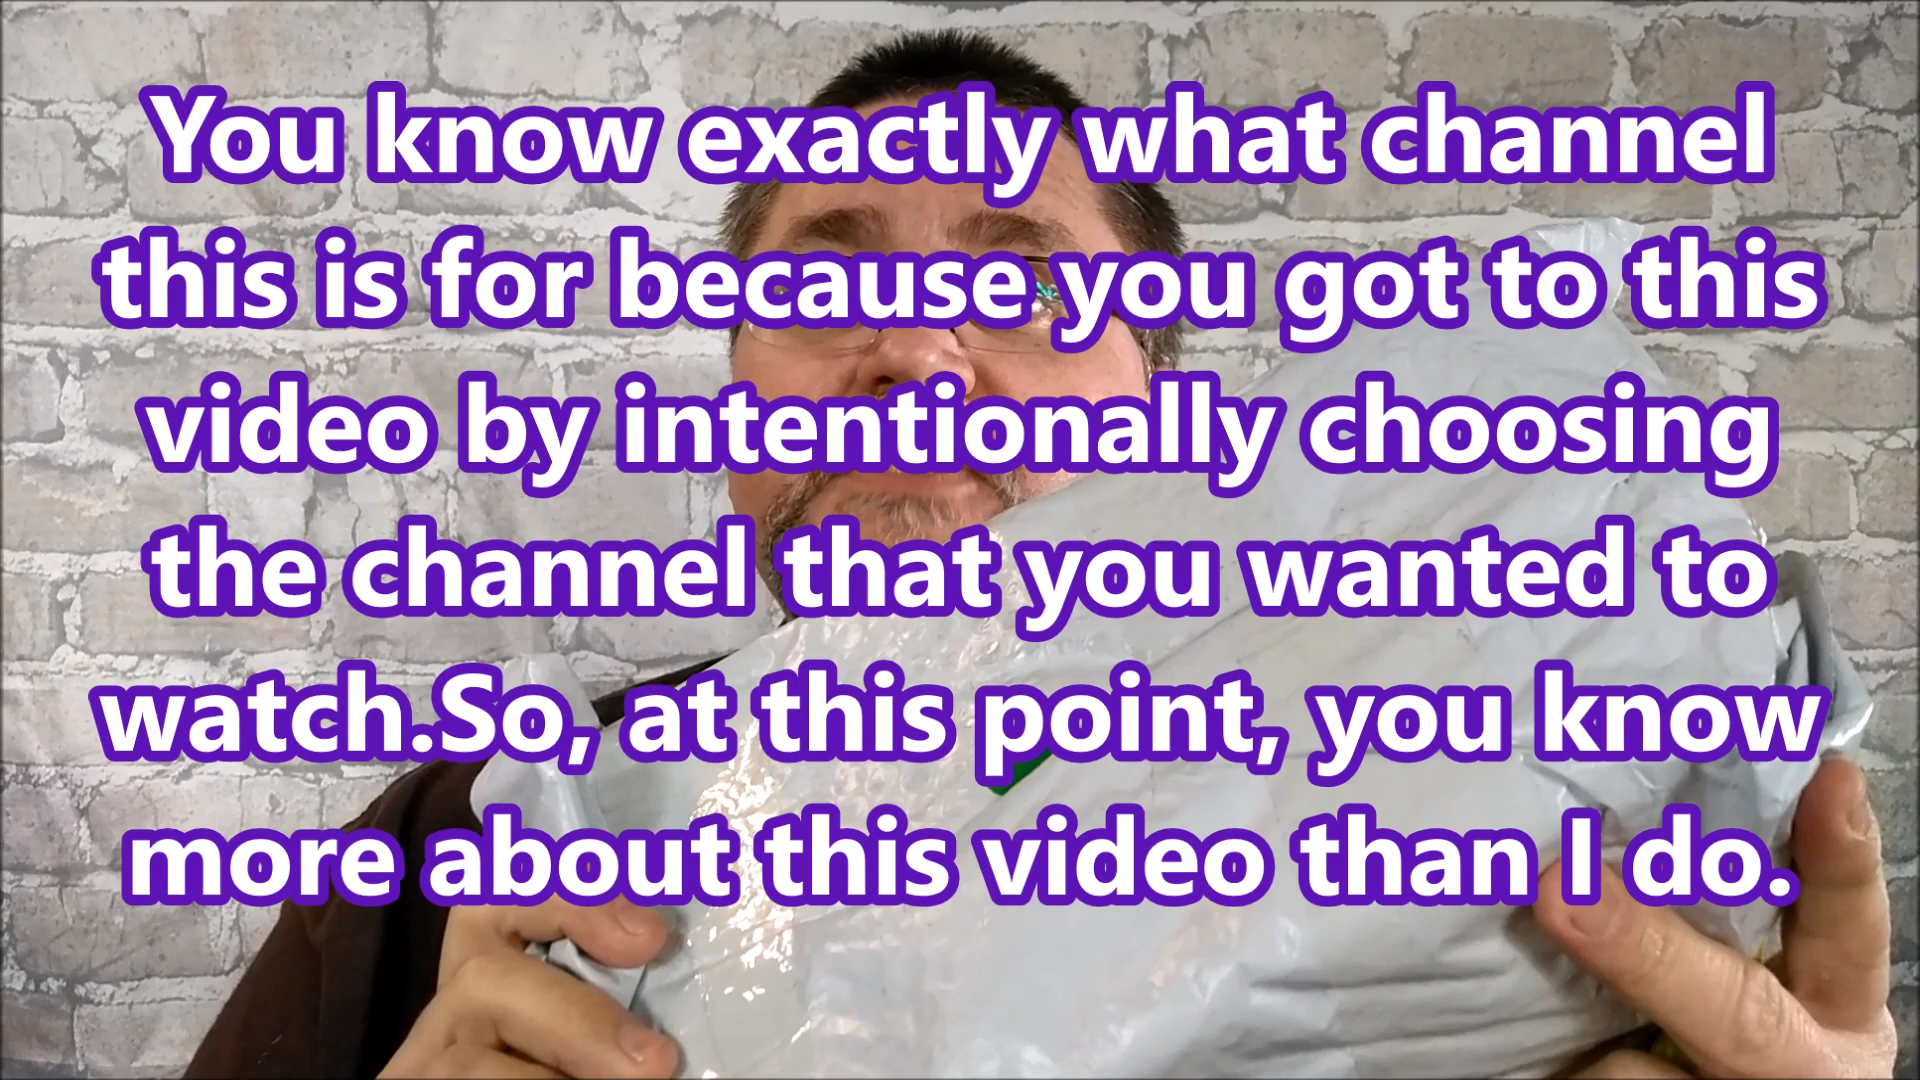 You know exactly what channel
this is for because you got to this
video by intentionally choosing
the channel that you wanted to
watch.So, at this point, you know
more about this video than I do.